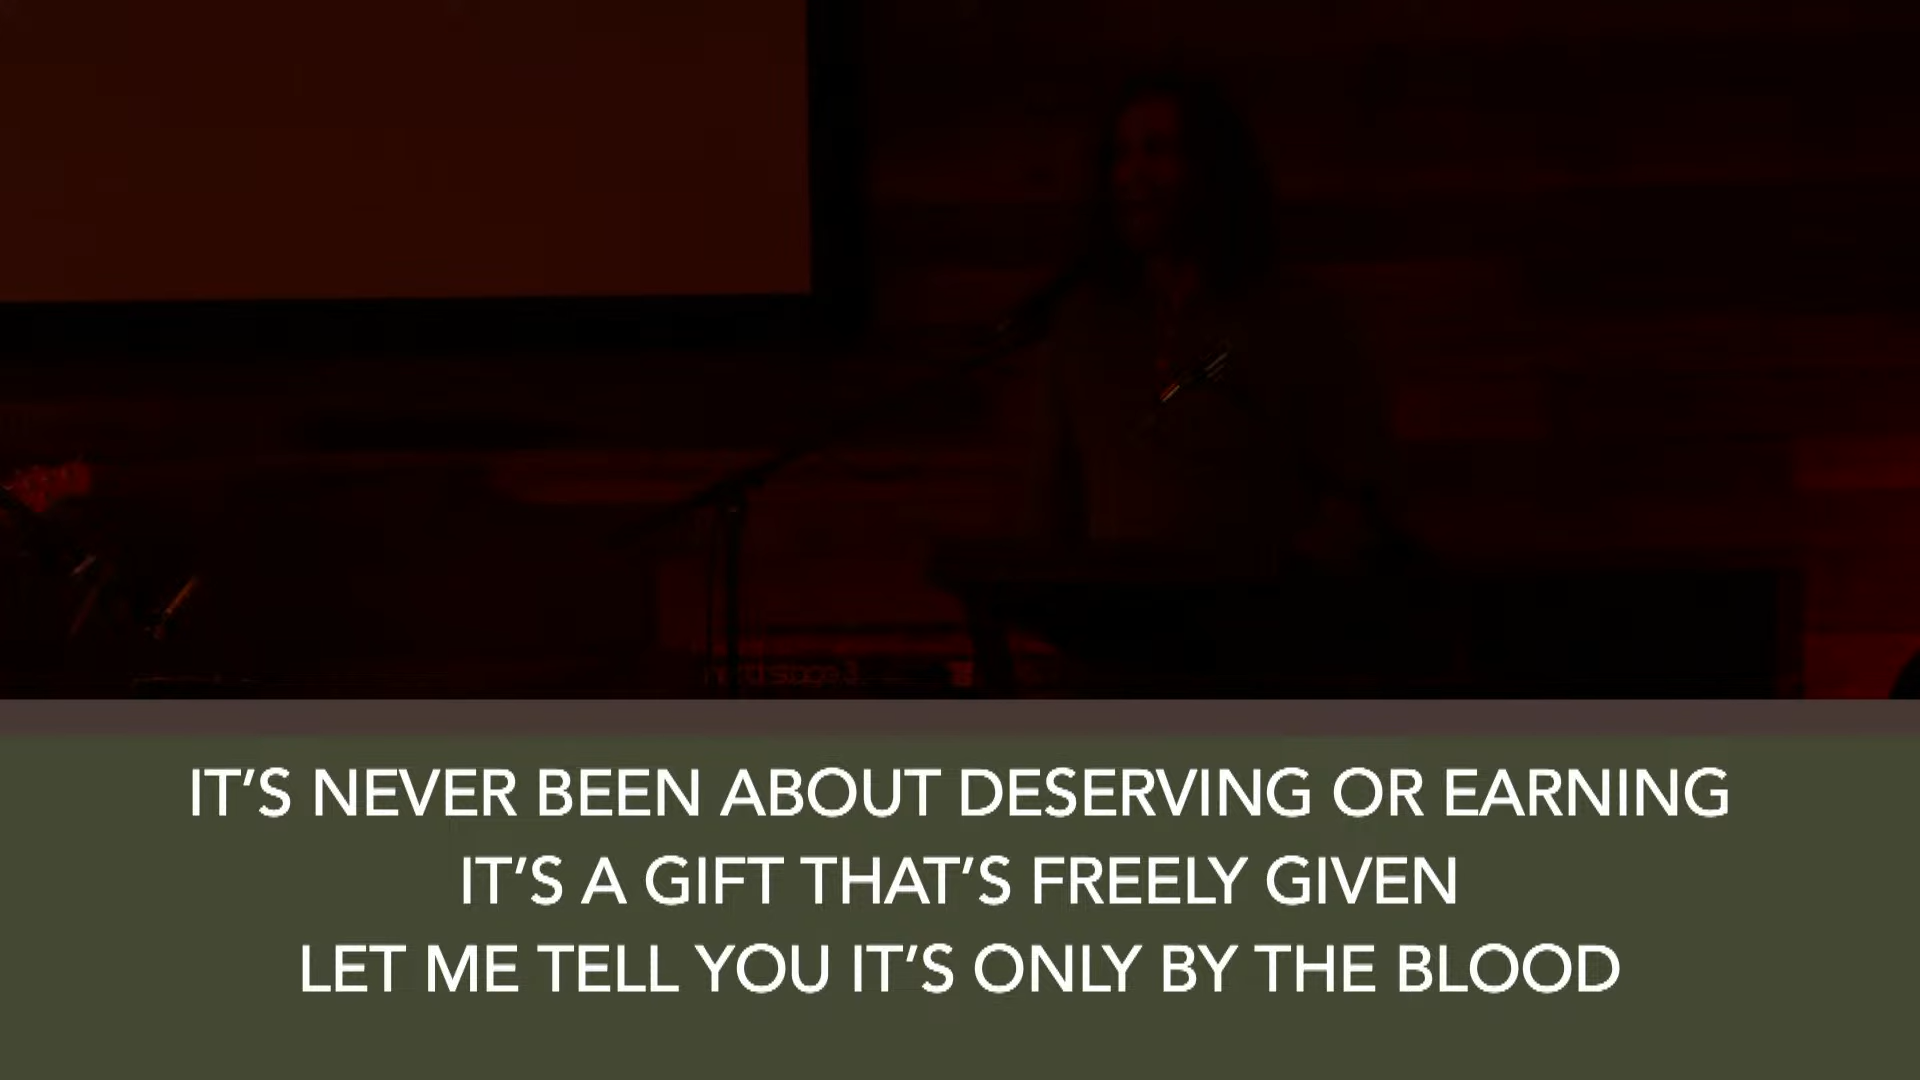 IT'S NEVER BEEN ABOUT DESERVING OR EARNING
IT'S A GIFT THAT'S FREELY GIVEN
LET ME TELL YOU IT'S ONLY BY THE BLOOD